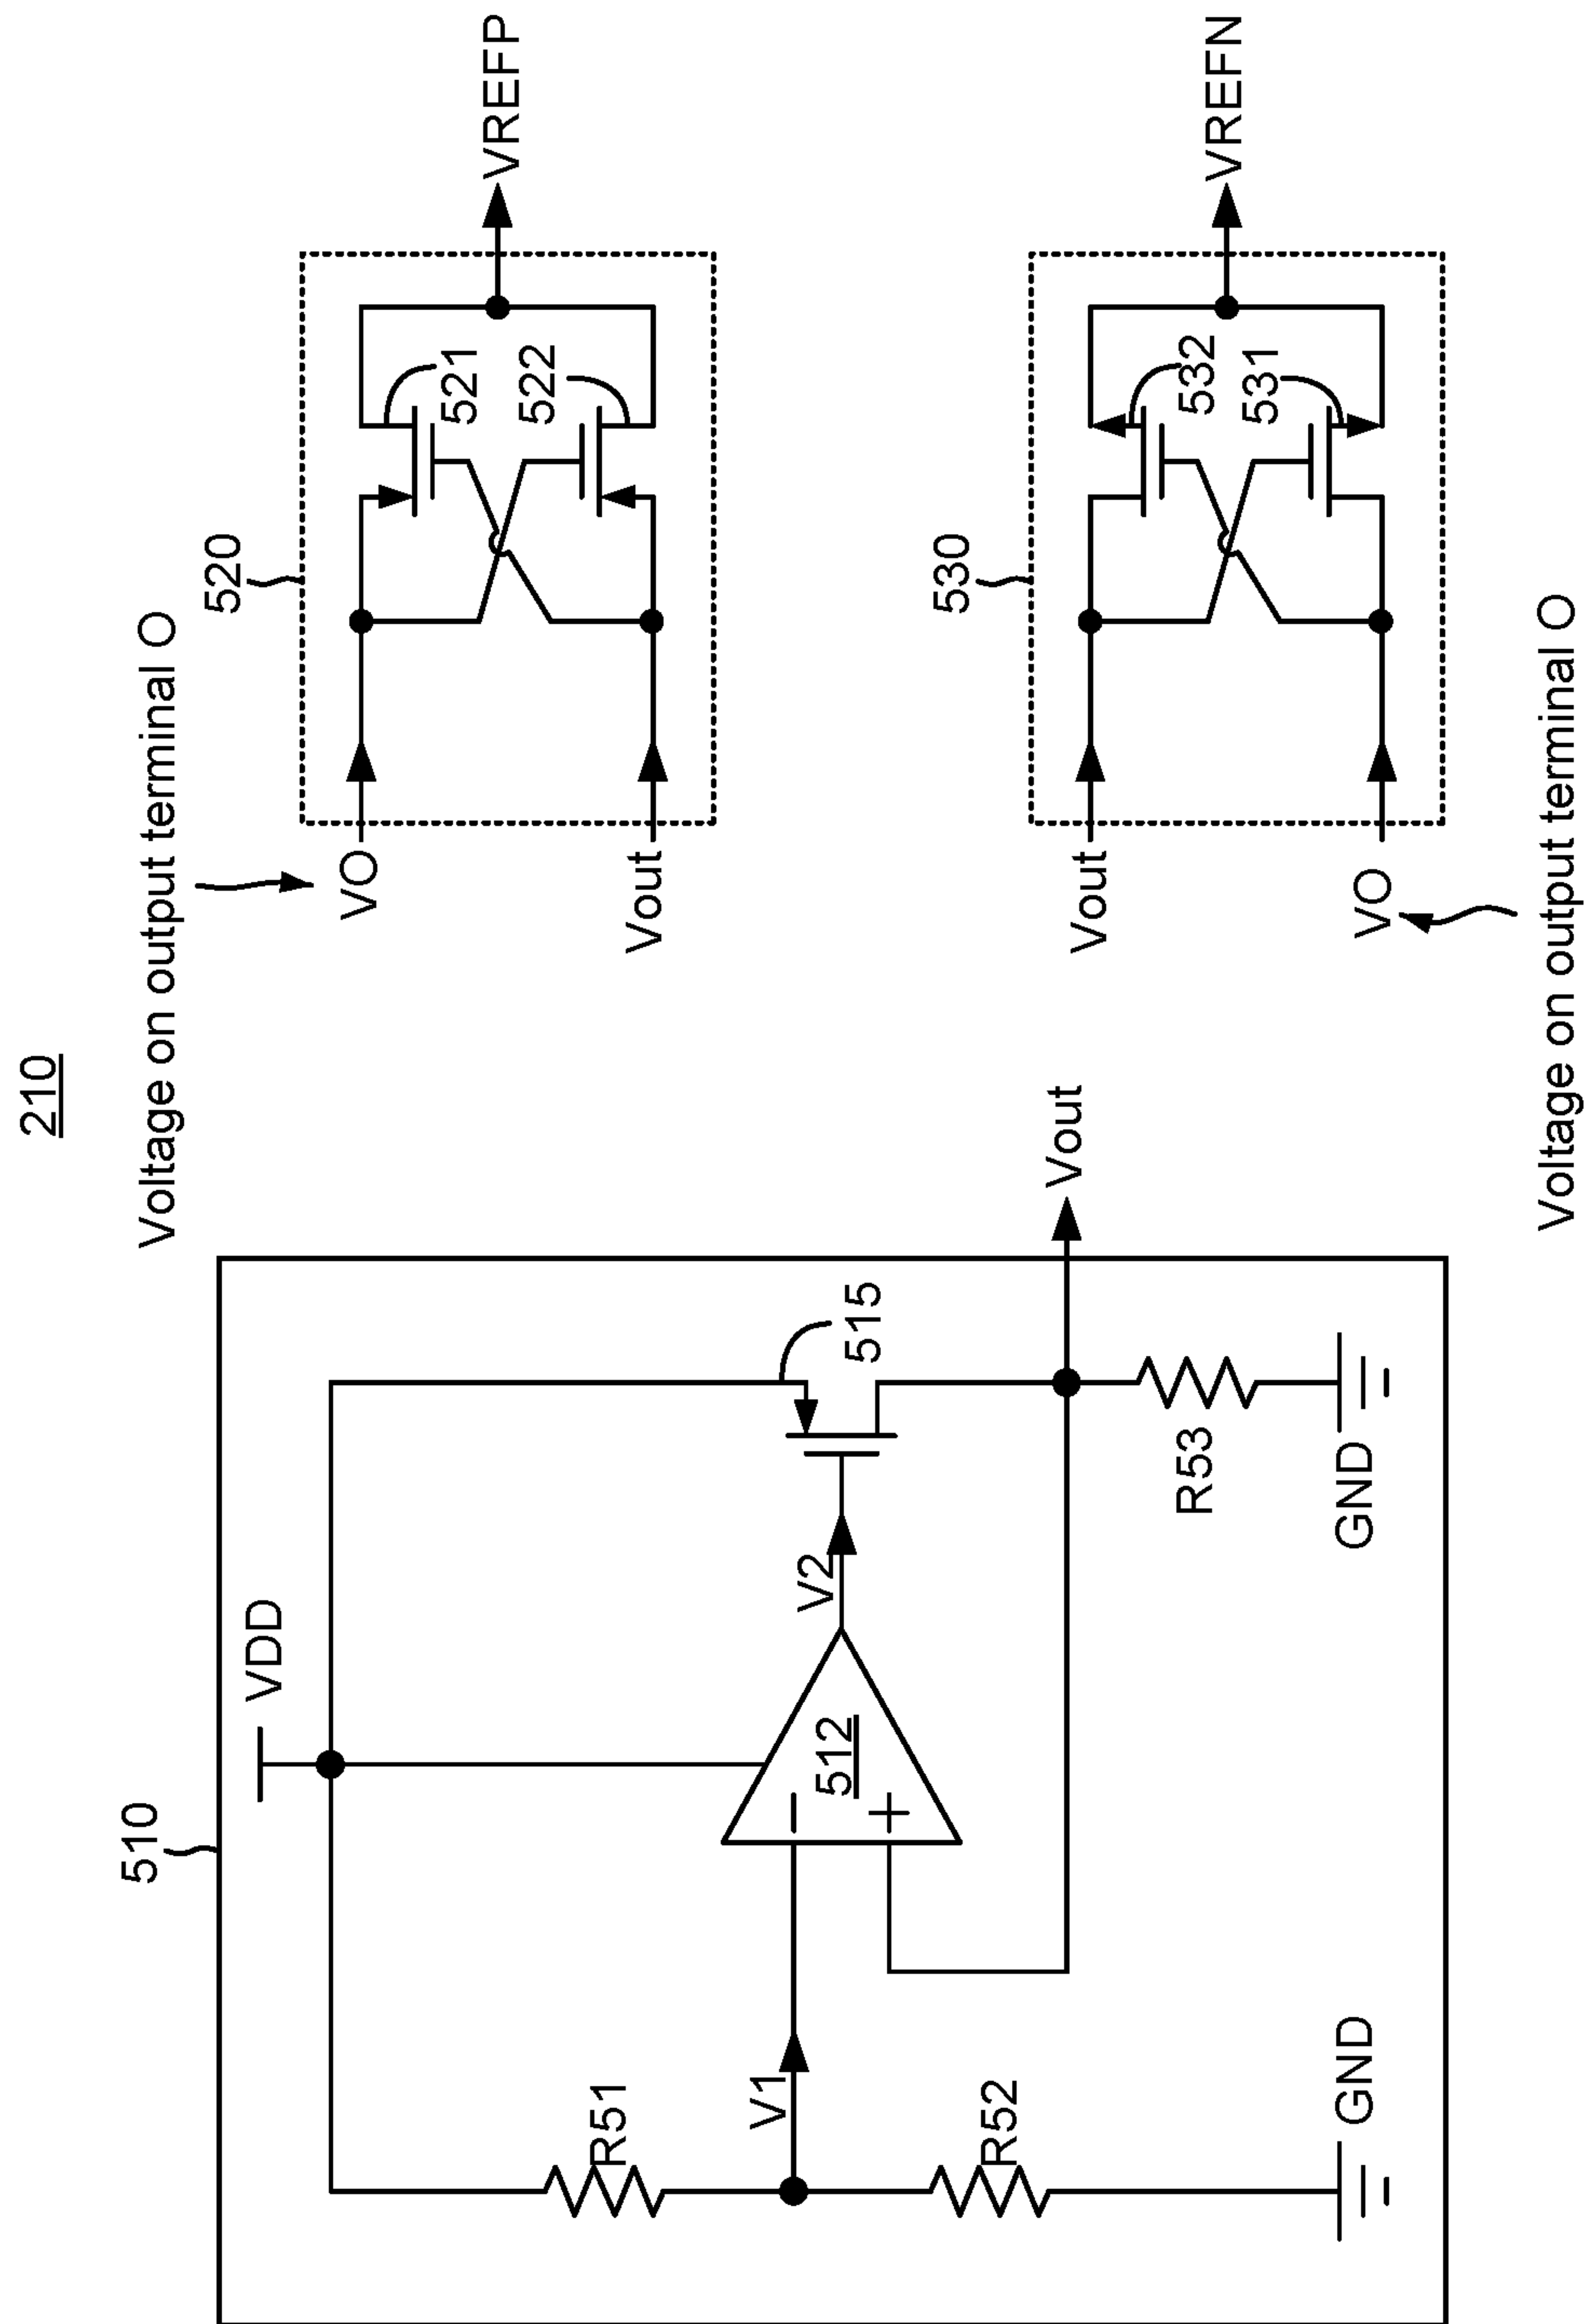 210
510
VDD
R51
V1
R52
GND
512
−
+
V2
515
Vout
R53
GND
Voltage on output terminal O
520
VO
Vout
521
522
VREFP
530
Vout
VO
532
531
VREFN
Voltage on output terminal O